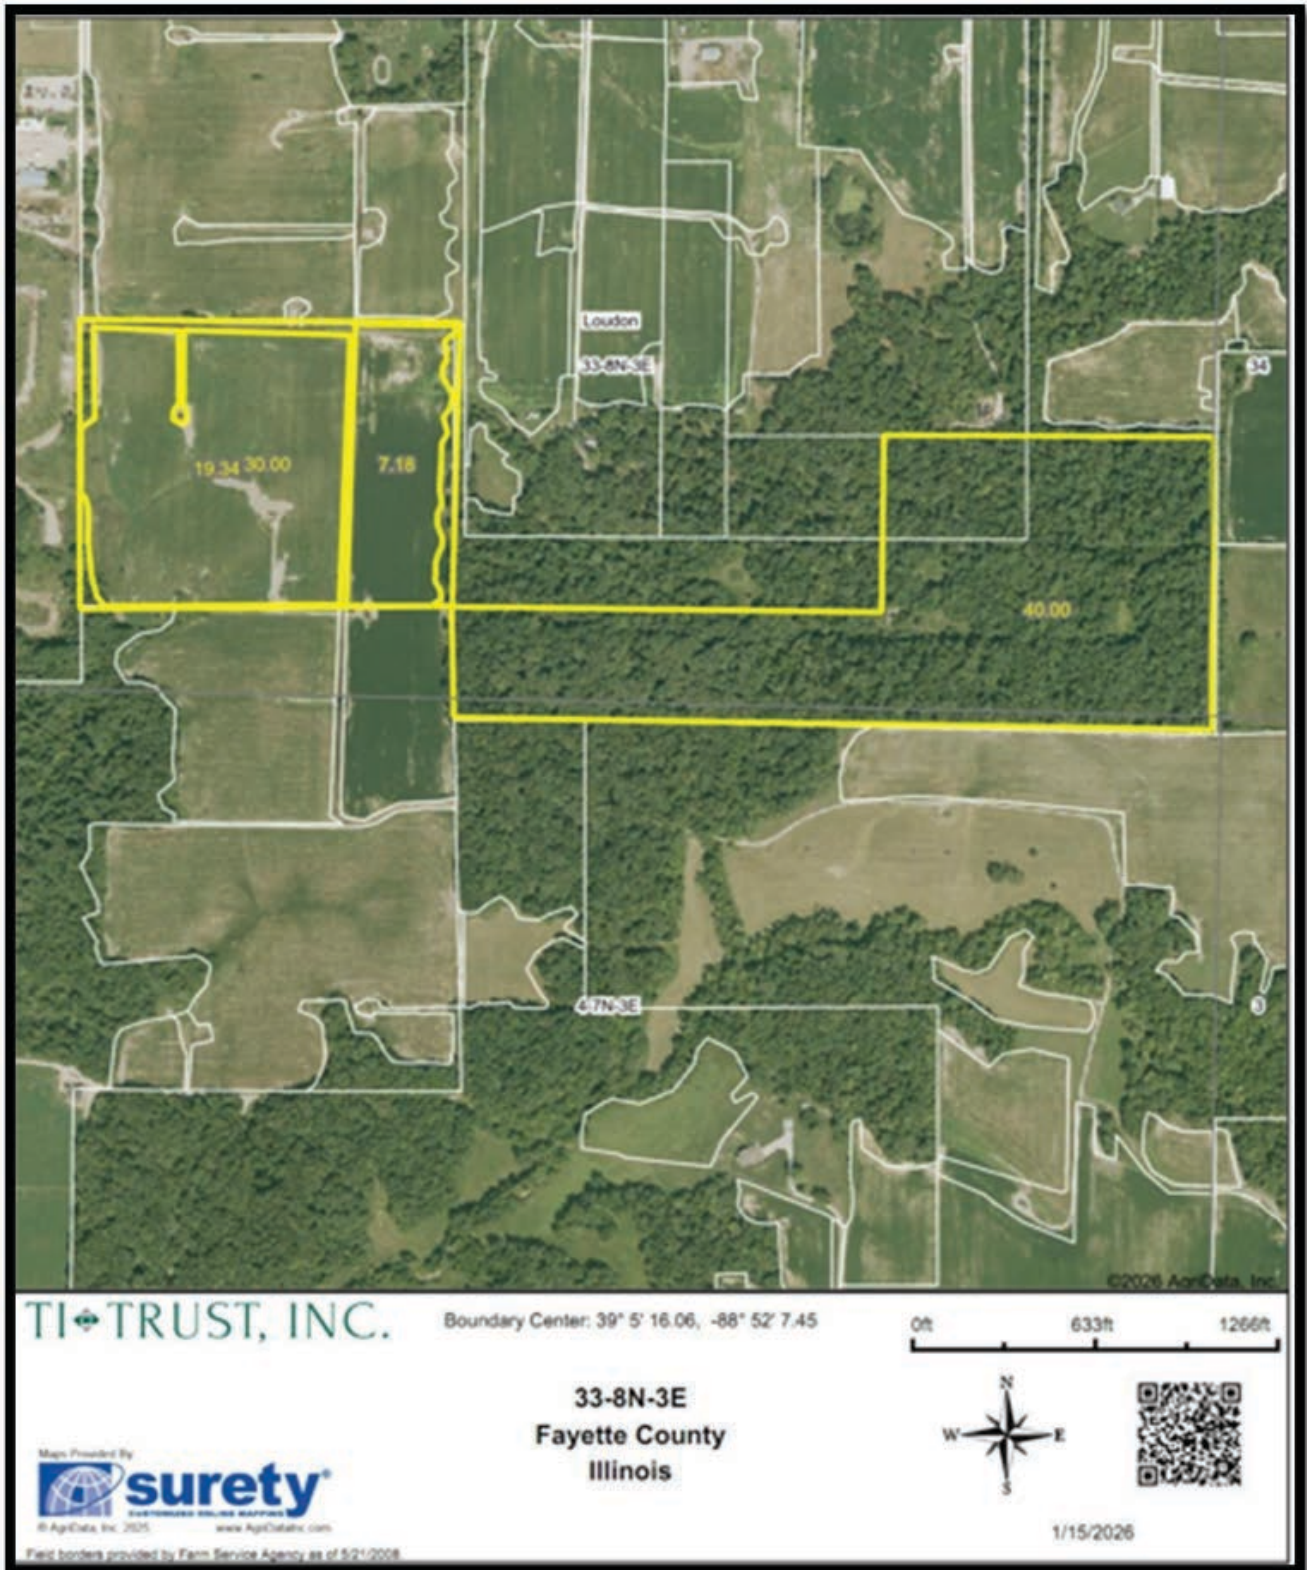 Loudon
33-8N-3E
34
19.34 30.00
7.18
40.00
4-7N-3E
3
©2026 AgriData, Inc.
TI TRUST, INC.
Boundary Center: 39° 5' 16.06, -88° 52' 7.45
0ft 633ft 1266ft
33-8N-3E
Fayette County
Illinois
N
W E
S
Maps Provided By
surety®
CUSTOMIZED ONLINE MAPPING
© AgriData, Inc. 2025 www.AgriDataInc.com
1/15/2026
Field borders provided by Farm Service Agency as of 5/21/2008.